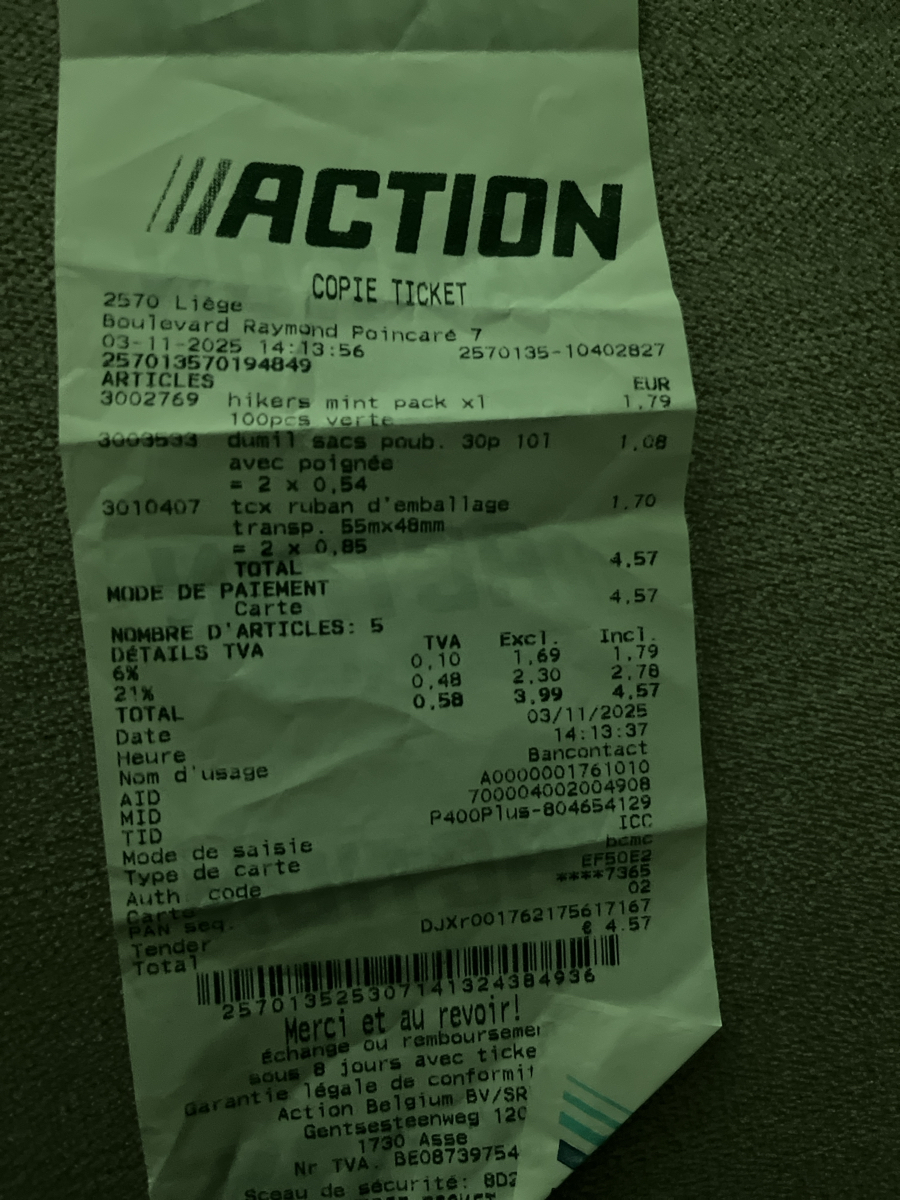 ACTION
COPIE TICKET
2570 Liège
Boulevard Raymond Poincaré 7
03-11-2025 14:13:56 2570135-10402827
257013570194849
ARTICLES EUR
3002769 hikers mint pack x1 1,79
100pcs verte
3003533 dumil sacs poub. 30p 10l 1,08
avec poignée
= 2 x 0,54
3010407 tcx ruban d'emballage 1,70
transp. 55mx48mm
= 2 x 0,85
TOTAL 4,57
MODE DE PAIEMENT
Carte 4,57
NOMBRE D'ARTICLES: 5
DÉTAILS TVA TVA Excl. Incl.
6% 0,10 1,69 1,79
21% 0,48 2,30 2,78
TOTAL 0,58 3,99 4,57
Date 03/11/2025
Heure 14:13:37
Nom d'usage Bancontact
AID A0000001761010
MID 700004002004908
TID P400Plus-804654129
Mode de saisie ICC
Type de carte bcmc
Auth. code EF50E2
Carte ****7365
PAN seq. 02
Tender DJXr001762175617167
Total € 4.57
257013525307141324384936
Merci et au revoir!
Échange ou remboursemen
sous 8 jours avec ticke
Garantie légale de conformit
Action Belgium BV/SR
Gentsesteenweg 120
1730 Asse
Nr TVA. BE08739754
Sceau de sécurité: 8D2